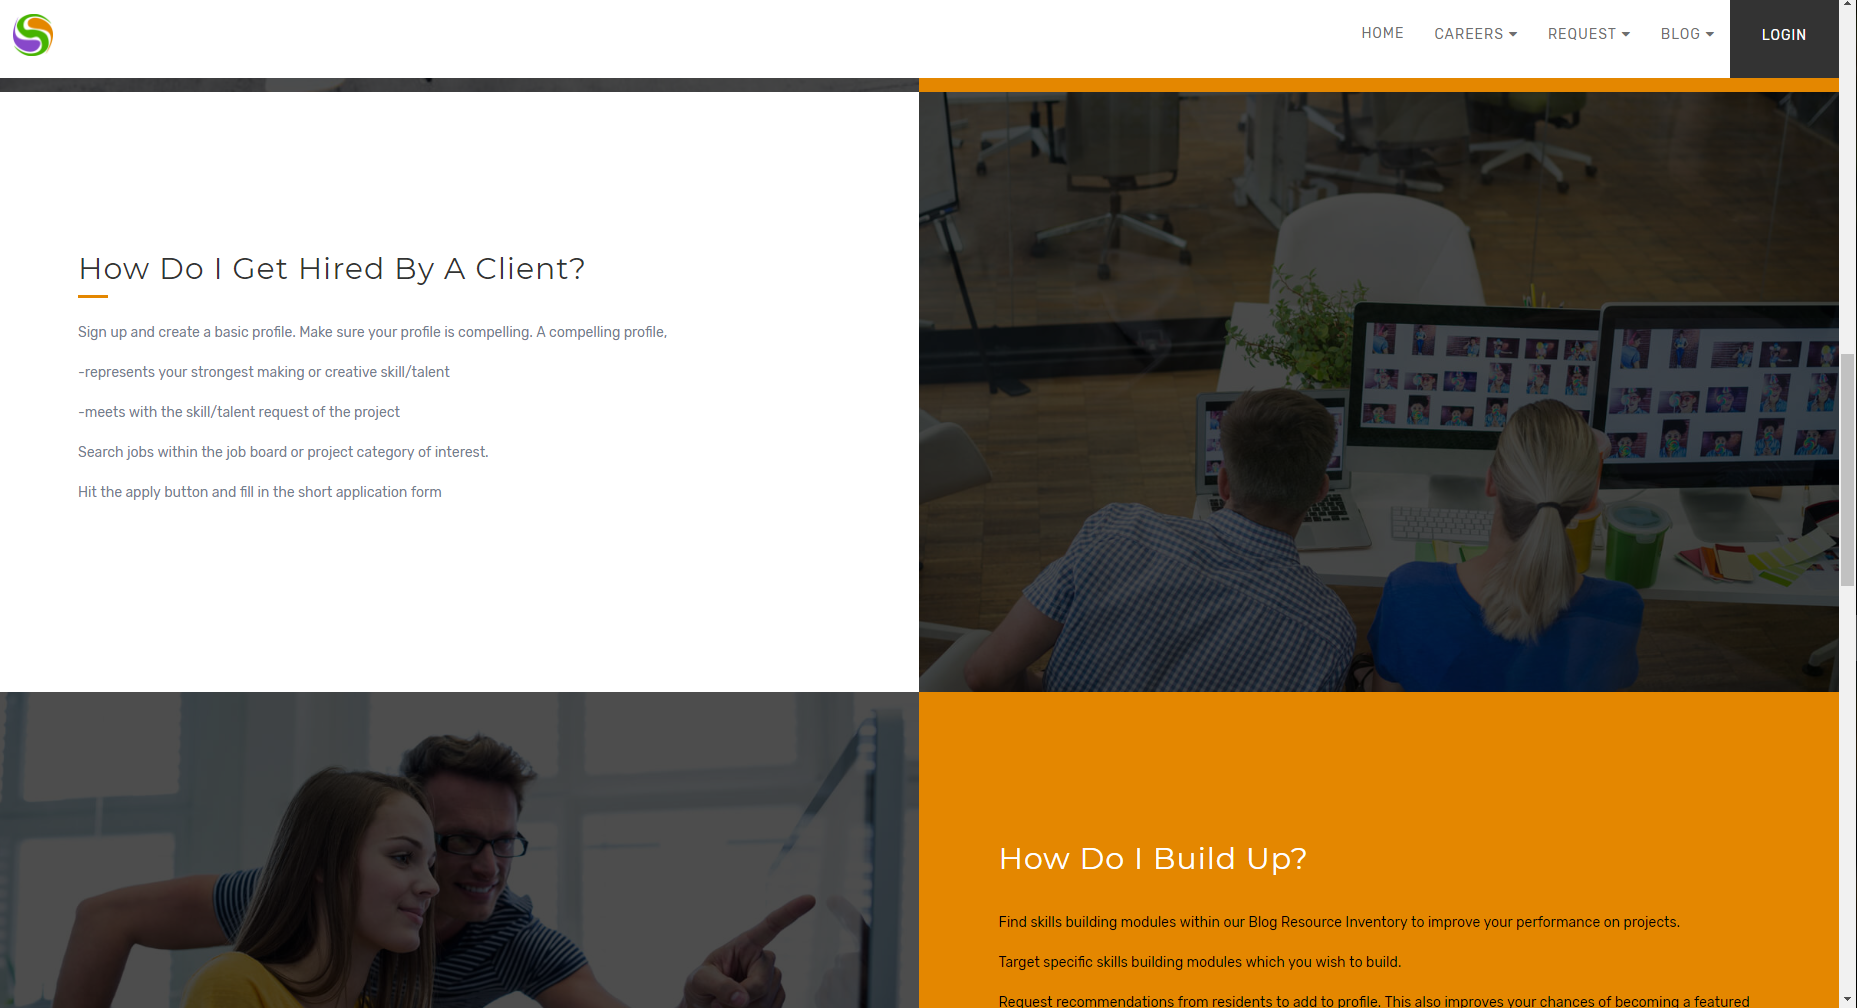 HOME
CAREERS
REQUEST
BLOG
LOGIN
How Do I Get Hired By A Client?
Sign up and create a basic profile. Make sure your profile is compelling. A compelling profile,
-represents your strongest making or creative skill/talent
-meets with the skill/talent request of the project
Search jobs within the job board or project category of interest.
Hit the apply button and fill in the short application form
How Do I Build Up?
Find skills building modules within our Blog Resource Inventory to improve your performance on projects.
Target specific skills building modules which you wish to build.
Request recommendations from residents to add to profile. This also improves your chances of becoming a featured